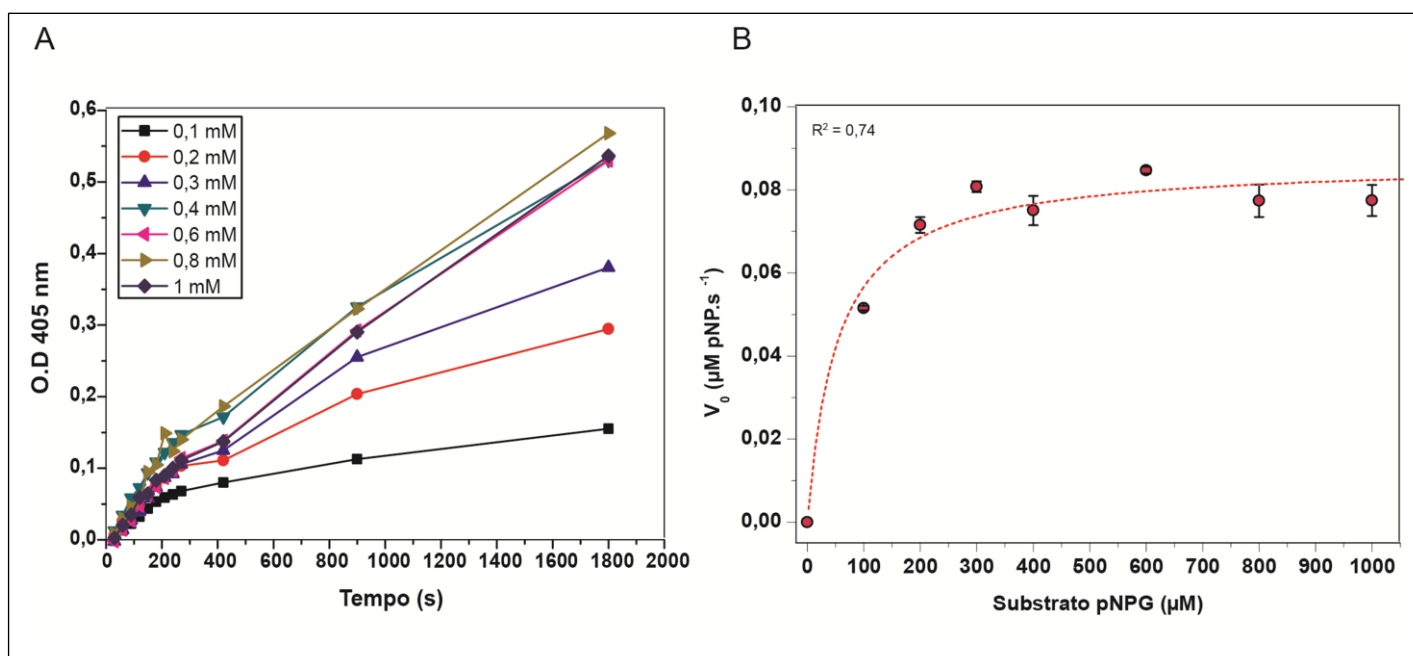 A
O.D 405 nm
0,6
0,5
0,4
0,3
0,2
0,1
0,0
0,1 mM
0,2 mM
0,3 mM
0,4 mM
0,6 mM
0,8 mM
1 mM
0 200 400 600 800 1000 1200 1400 1600 1800 2000
Tempo (s)
B
V₀ (µM pNP.s⁻¹)
0,10
0,08
0,06
0,04
0,02
0,00
R² = 0,74
0 100 200 300 400 500 600 700 800 900 1000
Substrato pNPG (µM)